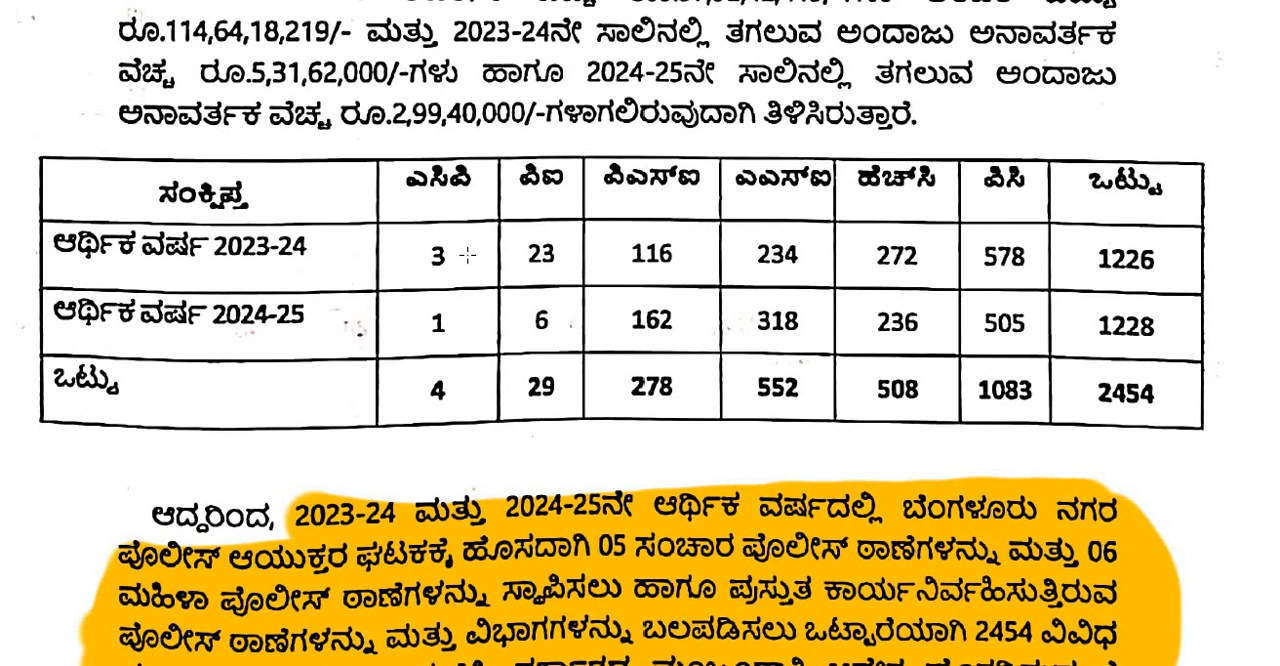 ರೂ.114,64,18,219/- ಮತ್ತು 2023-24ನೇ ಸಾಲಿನಲ್ಲಿ ತಗಲುವ ಅಂದಾಜು ಅನಾವರ್ತಕ
ವೆಚ್ಚ ರೂ.5,31,62,000/-ಗಳು ಹಾಗೂ 2024-25ನೇ ಸಾಲಿನಲ್ಲಿ ತಗಲುವ ಅಂದಾಜು
ಅನಾವರ್ತಕ ವೆಚ್ಚ ರೂ.2,99,40,000/-ಗಳಾಗಲಿರುವುದಾಗಿ ತಿಳಿಸಿರುತ್ತಾರೆ.
ಸಂಕ್ಷಿಪ್ತ ಎಸಿಪಿ ಪಿಐ ಪಿಎಸ್ಐ ಎಎಸ್ಐ ಹೆಚ್‌ಸಿ ಪಿಸಿ ಒಟ್ಟು
ಆರ್ಥಿಕ ವರ್ಷ 2023-24 3 23 116 234 272 578 1226
ಆರ್ಥಿಕ ವರ್ಷ 2024-25 1 6 162 318 236 505 1228
ಒಟ್ಟು 4 29 278 552 508 1083 2454
ಆದ್ದರಿಂದ, 2023-24 ಮತ್ತು 2024-25ನೇ ಆರ್ಥಿಕ ವರ್ಷದಲ್ಲಿ ಬೆಂಗಳೂರು ನಗರ
ಪೊಲೀಸ್ ಆಯುಕ್ತರ ಘಟಕಕ್ಕೆ ಹೊಸದಾಗಿ 05 ಸಂಚಾರ ಪೊಲೀಸ್ ಠಾಣೆಗಳನ್ನು ಮತ್ತು 06
ಮಹಿಳಾ ಪೊಲೀಸ್ ಠಾಣೆಗಳನ್ನು ಸ್ಥಾಪಿಸಲು ಹಾಗೂ ಪ್ರಸ್ತುತ ಕಾರ್ಯನಿರ್ವಹಿಸುತ್ತಿರುವ
ಪೊಲೀಸ್ ಠಾಣೆಗಳನ್ನು ಮತ್ತು ವಿಭಾಗಗಳನ್ನು ಬಲಪಡಿಸಲು ಒಟ್ಟಾರೆಯಾಗಿ 2454 ವಿವಿಧ